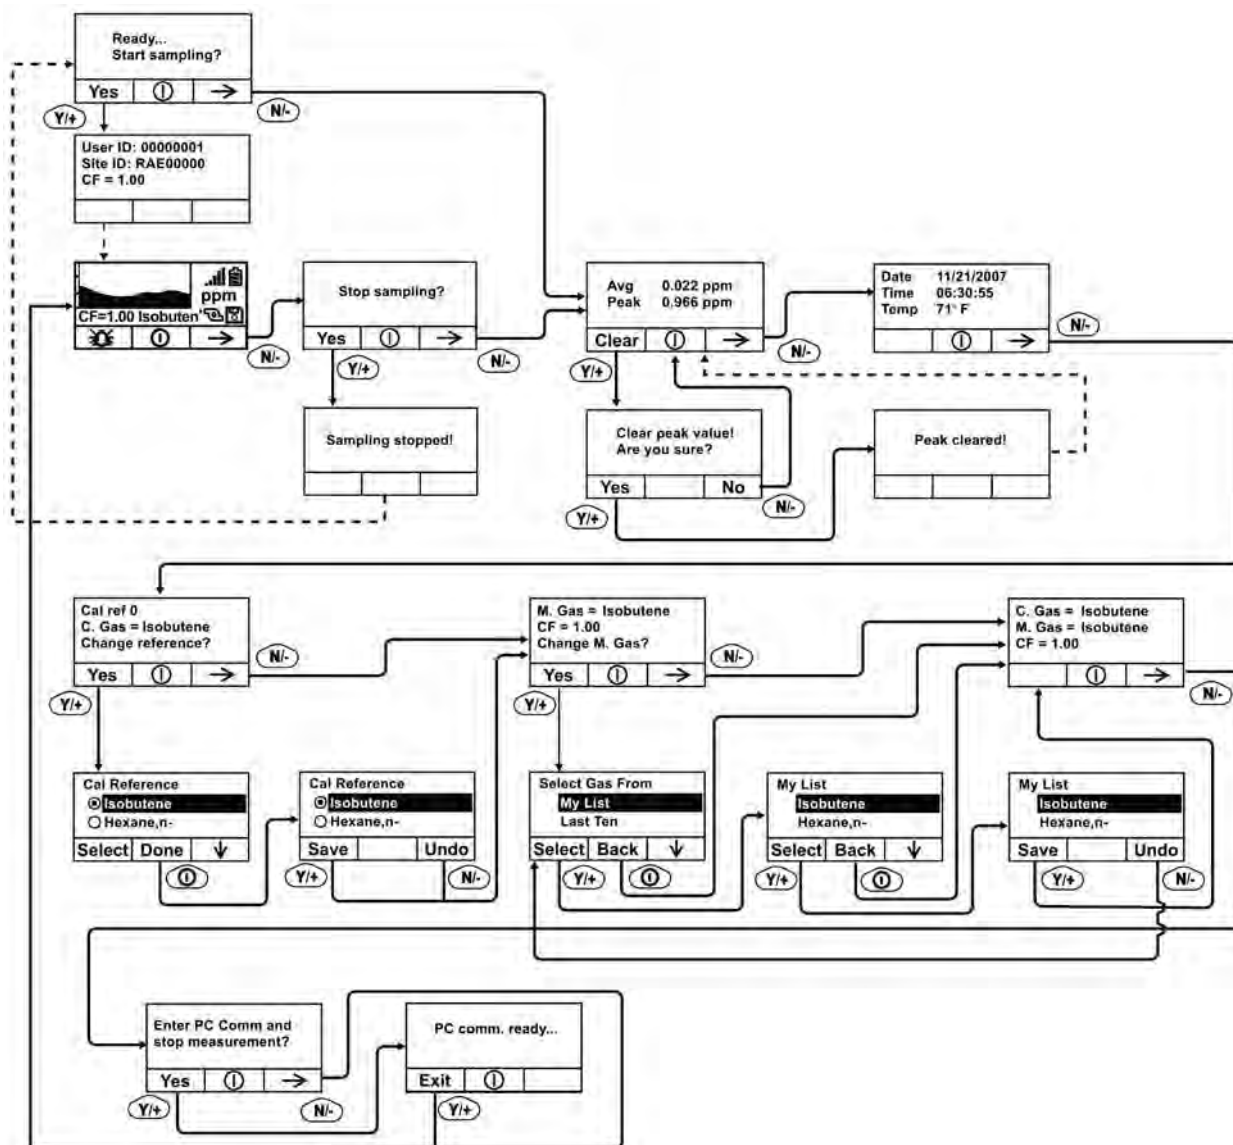 Ready...
Start sampling?
Yes
N/-
Y/+
User ID: 00000001
Site ID: RAE00000
CF = 1.00
ppm
CF=1.00 Isobuten'
N/-
Stop sampling?
Yes
N/-
Y/+
Sampling stopped!
Avg 0.022 ppm
Peak 0.966 ppm
Clear
N/-
Y/+
Date 11/21/2007
Time 06:30:55
Temp 71° F
N/-
Clear peak value!
Are you sure?
Yes No
N/-
Y/+
Peak cleared!
Cal ref 0
C. Gas = Isobutene
Change reference?
Yes
N/-
Y/+
M. Gas = Isobutene
CF = 1.00
Change M. Gas?
Yes
N/-
Y/+
C. Gas = Isobutene
M. Gas = Isobutene
CF = 1.00
N/-
Cal Reference
Isobutene
Hexane,n-
Select Done
Cal Reference
Isobutene
Hexane,n-
Save Undo
Y/+ N/-
Select Gas From
My List
Last Ten
Select Back
Y/+
My List
Isobutene
Hexane,n-
Select Back
Y/+
My List
Isobutene
Hexane,n-
Save Undo
Y/+ N/-
Enter PC Comm and
stop measurement?
Yes
Y/+ N/-
PC comm. ready...
Exit
Y/+